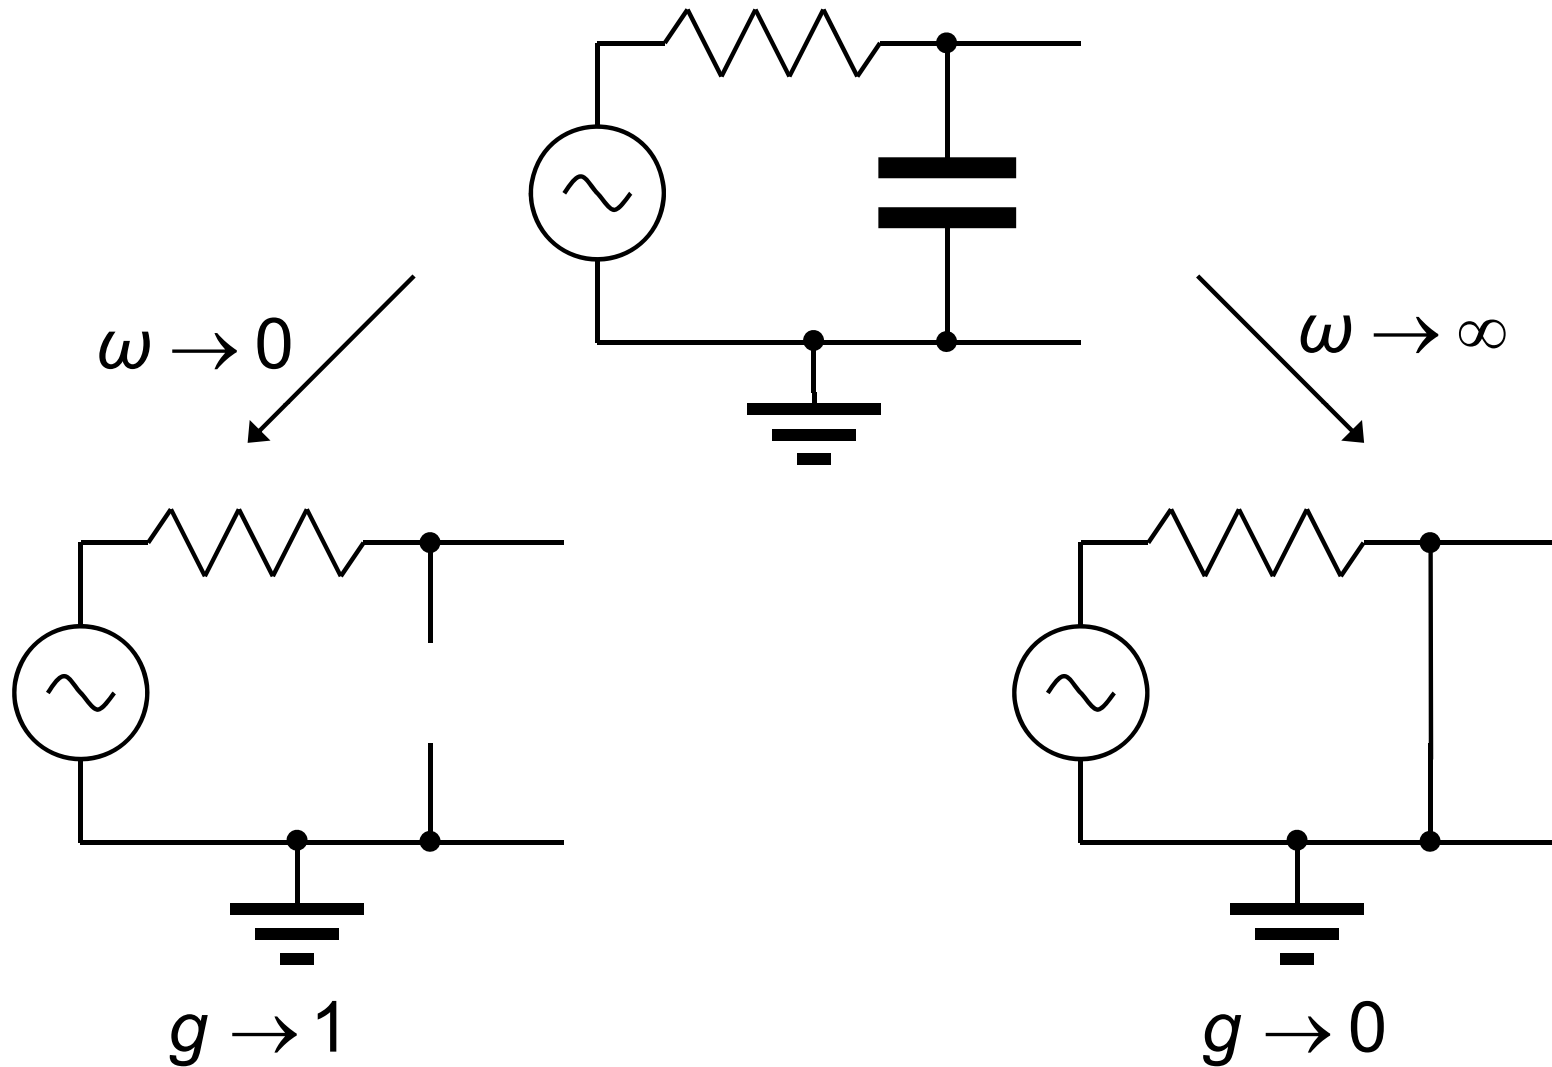 ω → 0
ω → ∞
g → 1
g → 0